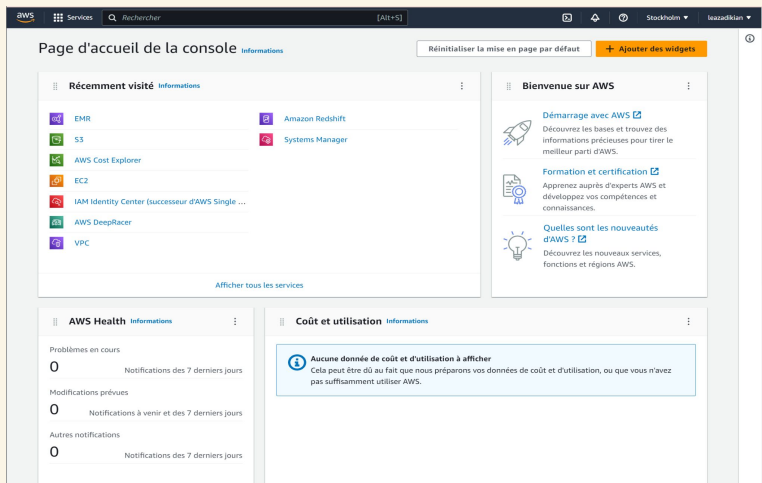 aws
Services
Rechercher
[Alt+S]
Stockholm
leazadikian
Page d'accueil de la console Informations
Réinitialiser la mise en page par défaut
+ Ajouter des widgets
Récemment visité Informations
EMR
S3
AWS Cost Explorer
EC2
IAM Identity Center (successeur d'AWS Single ...
AWS DeepRacer
VPC
Amazon Redshift
Systems Manager
Afficher tous les services
Bienvenue sur AWS
Démarrage avec AWS
Découvrez les bases et trouvez des
informations précieuses pour tirer le
meilleur parti d'AWS.
Formation et certification
Apprenez auprès d'experts AWS et
développez vos compétences et
connaissances.
Quelles sont les nouveautés
d'AWS ?
Découvrez les nouveaux services,
fonctions et régions AWS.
AWS Health Informations
Problèmes en cours
0
Notifications des 7 derniers jours
Modifications prévues
0
Notifications à venir et des 7 derniers jours
Autres notifications
0
Notifications des 7 derniers jours
Coût et utilisation Informations
Aucune donnée de coût et d'utilisation à afficher
Cela peut être dû au fait que nous préparons vos données de coût et d'utilisation, ou que vous n'avez
pas suffisamment utiliser AWS.